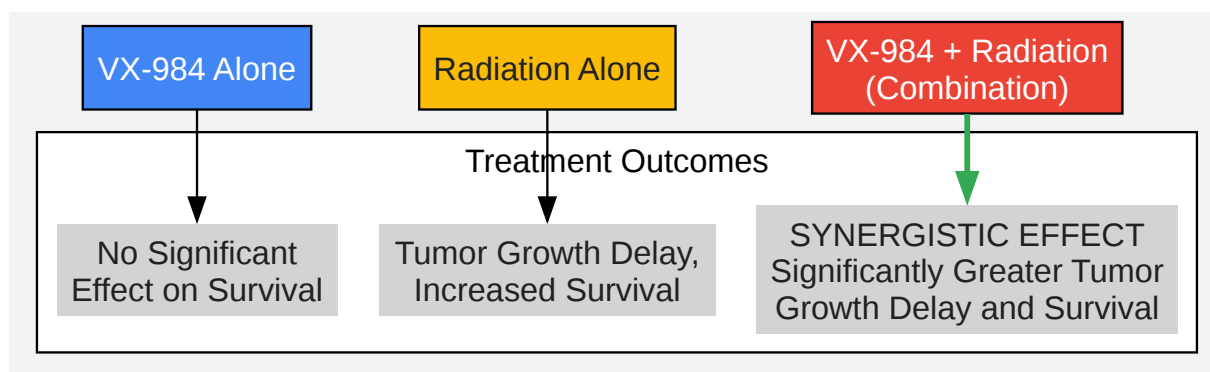 VX-984 Alone
Radiation Alone
VX-984 + Radiation
(Combination)
Treatment Outcomes
No Significant
Effect on Survival
Tumor Growth Delay,
Increased Survival
SYNERGISTIC EFFECT
Significantly Greater Tumor
Growth Delay and Survival